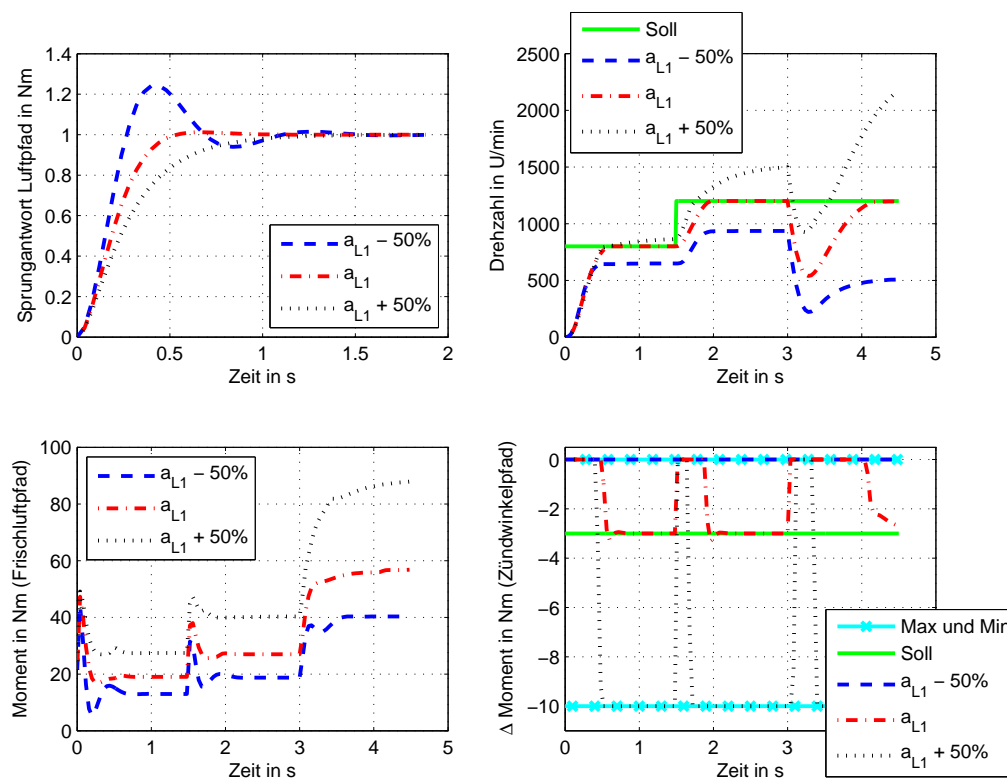 Sprungantwort Luftpfad in Nm
1.4
1.2
1
0.8
0.6
0.4
0.2
0
0 0.5 1 1.5 2
Zeit in s
a_L1 − 50%
a_L1
a_L1 + 50%
Drehzahl in U/min
2500
2000
1500
1000
500
0
0 1 2 3 4 5
Zeit in s
Soll
a_L1 − 50%
a_L1
a_L1 + 50%
Moment in Nm (Frischluftpfad)
100
80
60
40
20
0
0 1 2 3 4 5
Zeit in s
a_L1 − 50%
a_L1
a_L1 + 50%
Δ Moment in Nm (Zündwinkelpfad)
0
−2
−4
−6
−8
−10
0 1 2 3
Zeit in s
Max und Min
Soll
a_L1 − 50%
a_L1
a_L1 + 50%